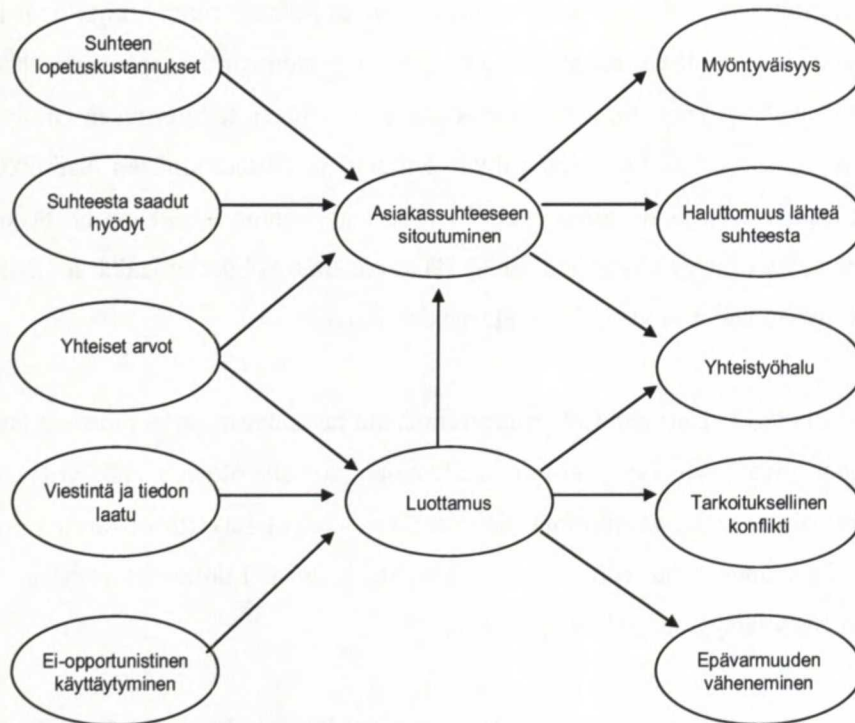 Suhteen
lopetuskustannukset
Myöntyväisyys
Suhteesta saadut
hyödyt
Asiakassuhteeseen
sitoutuminen
Haluttomuus lähteä
suhteesta
Yhteiset arvot
Yhteistyöhalu
Viestintä ja tiedon
laatu
Luottamus
Tarkoituksellinen
konflikti
Ei-opportunistinen
käyttäytyminen
Epävarmuuden
väheneminen